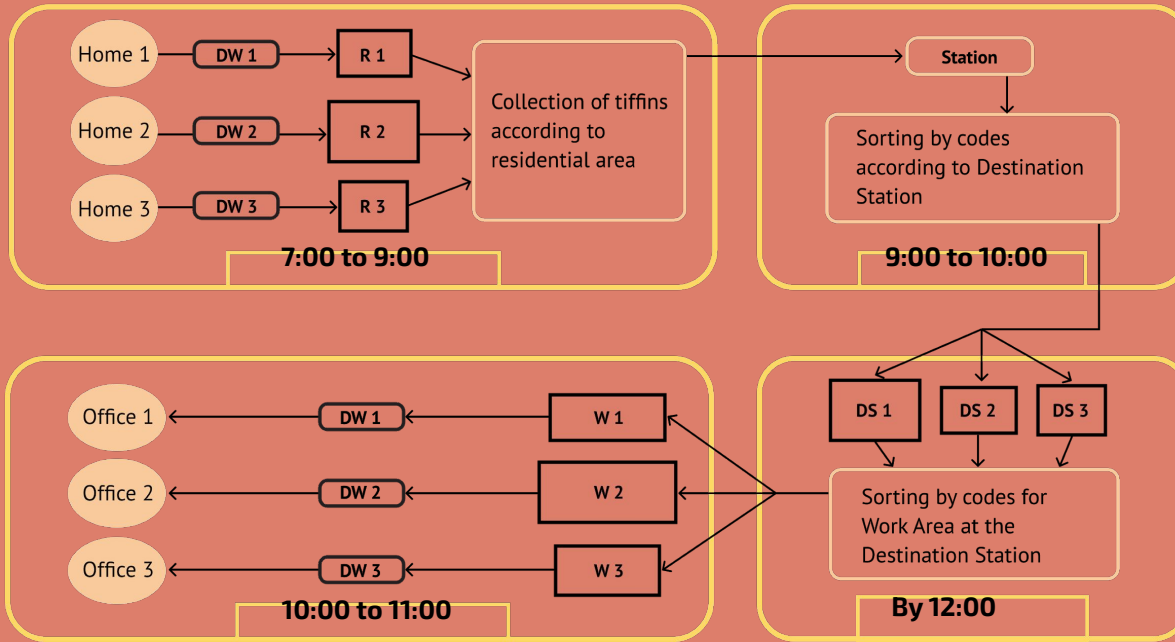 Home 1
DW 1
R 1
Home 2
DW 2
R 2
Home 3
DW 3
R 3
Collection of tiffins
according to
residential area
7:00 to 9:00
Station
Sorting by codes
according to Destination
Station
9:00 to 10:00
DS 1
DS 2
DS 3
Sorting by codes for
Work Area at the
Destination Station
By 12:00
W 1
DW 1
Office 1
W 2
DW 2
Office 2
W 3
DW 3
Office 3
10:00 to 11:00